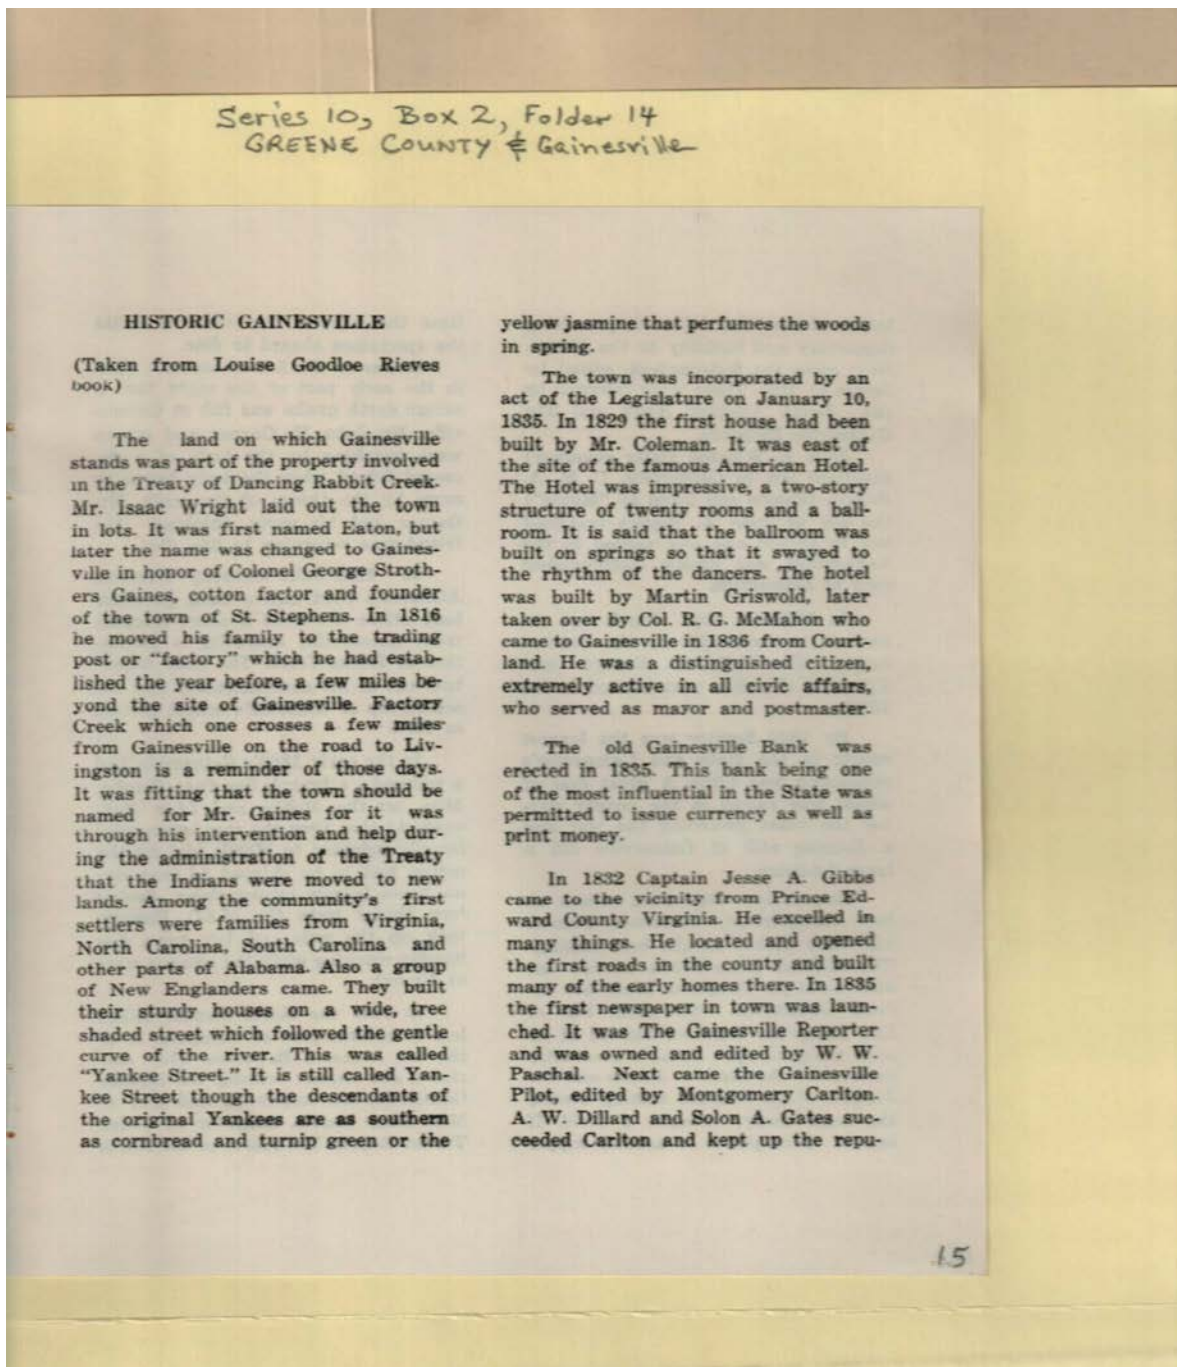 Series 10, Box 2, Folder 14
GREENE COUNTY & Gainesville
HISTORIC GAINESVILLE
(Taken from Louise Goodloe Rieves
book)
The land on which Gainesville
stands was part of the property involved
in the Treaty of Dancing Rabbit Creek.
Mr. Isaac Wright laid out the town
in lots. It was first named Eaton, but
later the name was changed to Gaines-
ville in honor of Colonel George Stroth-
ers Gaines, cotton factor and founder
of the town of St. Stephens. In 1816
he moved his family to the trading
post or "factory" which he had estab-
lished the year before, a few miles be-
yond the site of Gainesville. Factory
Creek which one crosses a few miles
from Gainesville on the road to Liv-
ingston is a reminder of those days.
It was fitting that the town should be
named for Mr. Gaines for it was
through his intervention and help dur-
ing the administration of the Treaty
that the Indians were moved to new
lands. Among the community's first
settlers were families from Virginia,
North Carolina, South Carolina and
other parts of Alabama. Also a group
of New Englanders came. They built
their sturdy houses on a wide, tree
shaded street which followed the gentle
curve of the river. This was called
"Yankee Street." It is still called Yan-
kee Street though the descendants of
the original Yankees are as southern
as cornbread and turnip green or the
yellow jasmine that perfumes the woods
in spring.
The town was incorporated by an
act of the Legislature on January 10,
1835. In 1829 the first house had been
built by Mr. Coleman. It was east of
the site of the famous American Hotel.
The Hotel was impressive, a two-story
structure of twenty rooms and a ball-
room. It is said that the ballroom was
built on springs so that it swayed to
the rhythm of the dancers. The hotel
was built by Martin Griswold, later
taken over by Col. R. G. McMahon who
came to Gainesville in 1836 from Court-
land. He was a distinguished citizen,
extremely active in all civic affairs,
who served as mayor and postmaster.
The old Gainesville Bank was
erected in 1835. This bank being one
of the most influential in the State was
permitted to issue currency as well as
print money.
In 1832 Captain Jesse A. Gibbs
came to the vicinity from Prince Ed-
ward County Virginia. He excelled in
many things. He located and opened
the first roads in the county and built
many of the early homes there. In 1835
the first newspaper in town was laun-
ched. It was The Gainesville Reporter
and was owned and edited by W. W.
Paschal. Next came the Gainesville
Pilot, edited by Montgomery Carlton.
A. W. Dillard and Solon A. Gates suc-
ceeded Carlton and kept up the repu-
15